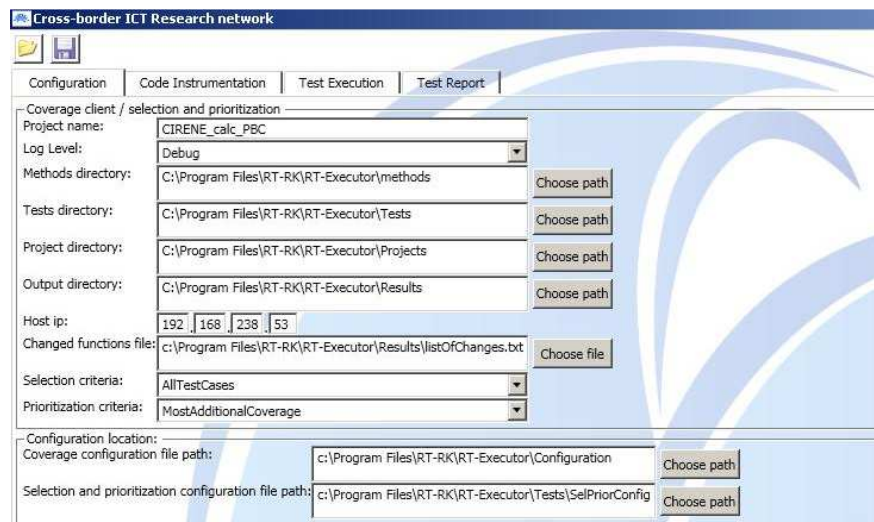 Cross-border ICT Research network
Configuration Code Instrumentation Test Execution Test Report
Coverage client / selection and prioritization
Project name: CIRENE_calc_PBC
Log Level: Debug
Methods directory: C:\Program Files\RT-RK\RT-Executor\methods Choose path
Tests directory: C:\Program Files\RT-RK\RT-Executor\Tests Choose path
Project directory: C:\Program Files\RT-RK\RT-Executor\Projects Choose path
Output directory: C:\Program Files\RT-RK\RT-Executor\Results Choose path
Host ip: 192 . 168 . 238 . 53
Changed functions file: c:\Program Files\RT-RK\RT-Executor\Results\listOfChanges.txt Choose file
Selection criteria: AllTestCases
Prioritization criteria: MostAdditionalCoverage
Configuration location:
Coverage configuration file path: c:\Program Files\RT-RK\RT-Executor\Configuration Choose path
Selection and prioritization configuration file path: c:\Program Files\RT-RK\RT-Executor\Tests\SelPriorConfig Choose path